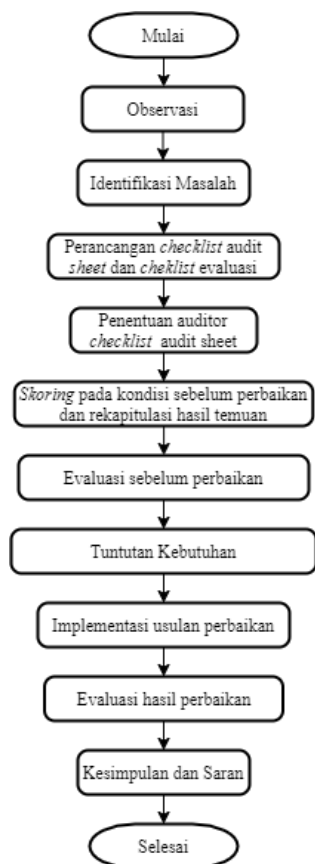 Mulai
Observasi
Identifikasi Masalah
Perancangan checklist audit
sheet dan cheklist evaluasi
Penentuan auditor
checklist audit sheet
Skoring pada kondisi sebelum perbaikan
dan rekapitulasi hasil temuan
Evaluasi sebelum perbaikan
Tuntutan Kebutuhan
Implementasi usulan perbaikan
Evaluasi hasil perbaikan
Kesimpulan dan Saran
Selesai